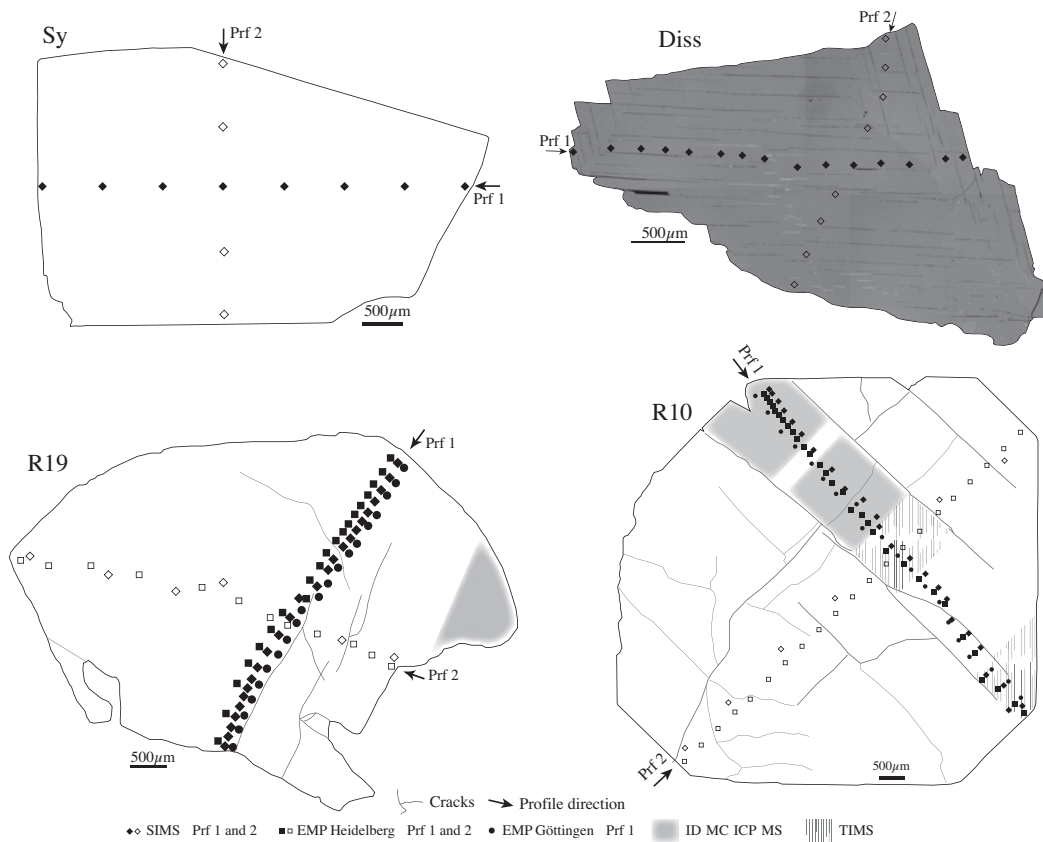 Sy
Prf 2
Prf 1
500µm
Diss
Prf 2
Prf 1
500µm
R19
Prf 1
Prf 2
500µm
R10
Prf 1
Prf 2
500µm
Cracks Profile direction
SIMS Prf 1 and 2 EMP Heidelberg Prf 1 and 2 EMP Göttingen Prf 1 ID MC ICP MS TIMS